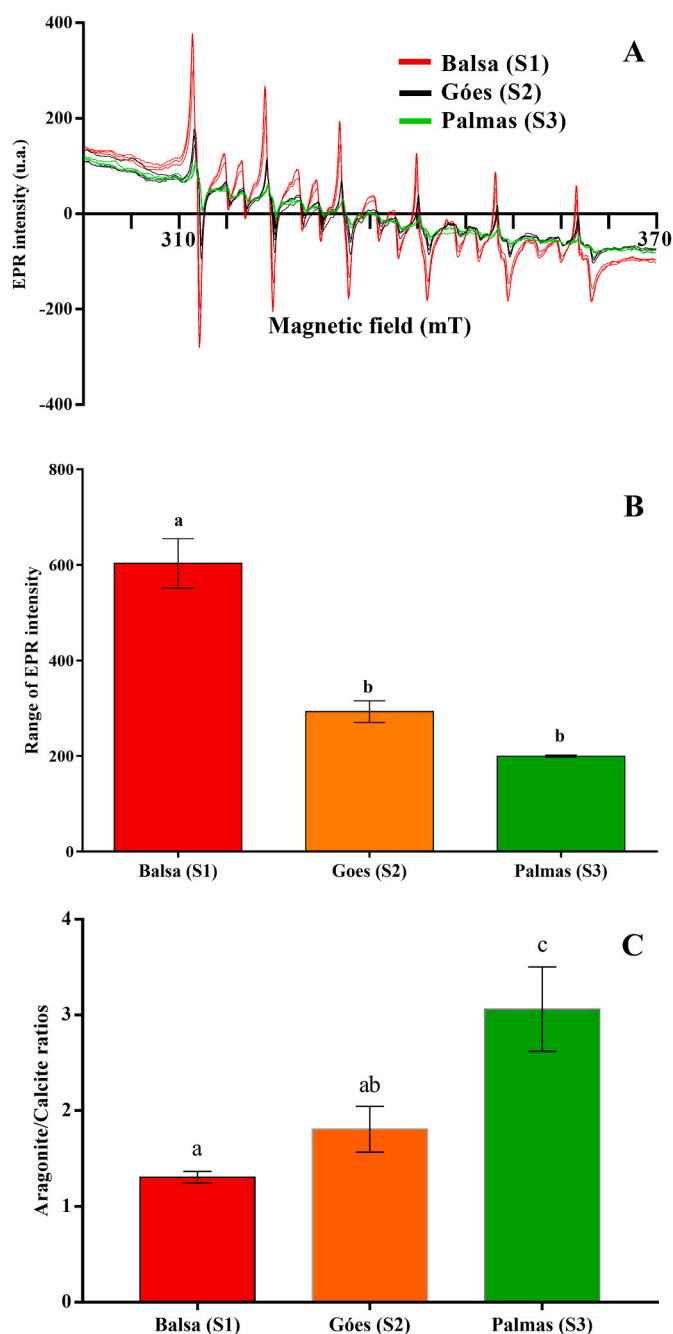 A
400
200
0
-200
-400
EPR intensity (u.a.)
Balsa (S1)
Góes (S2)
Palmas (S3)
310
370
Magnetic field (mT)
B
800
600
400
200
0
Range of EPR intensity
a
b
b
Balsa (S1)
Goes (S2)
Palmas (S3)
C
4
3
2
1
0
Aragonite/Calcite ratios
a
ab
c
Balsa (S1)
Góes (S2)
Palmas (S3)